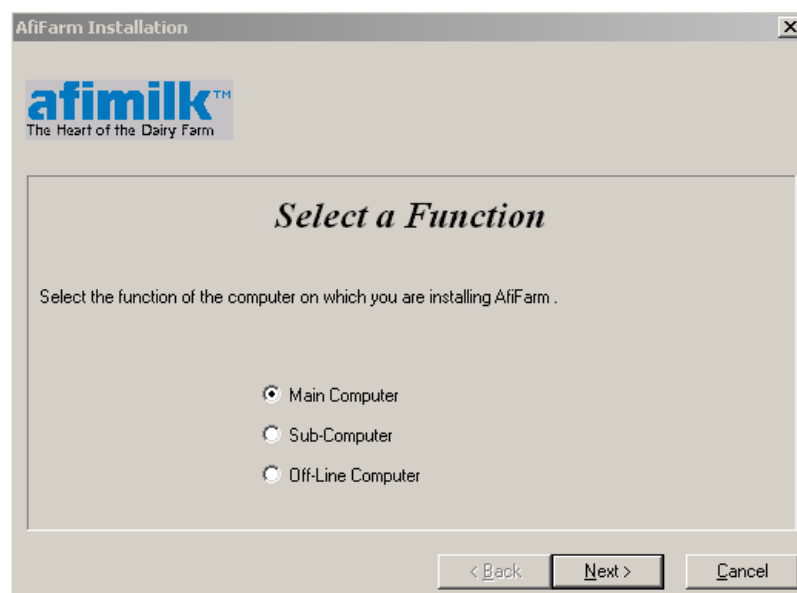 AfiFarm Installation
afimilk™
The Heart of the Dairy Farm
Select a Function
Select the function of the computer on which you are installing AfiFarm .
Main Computer
Sub-Computer
Off-Line Computer
< Back Next > Cancel